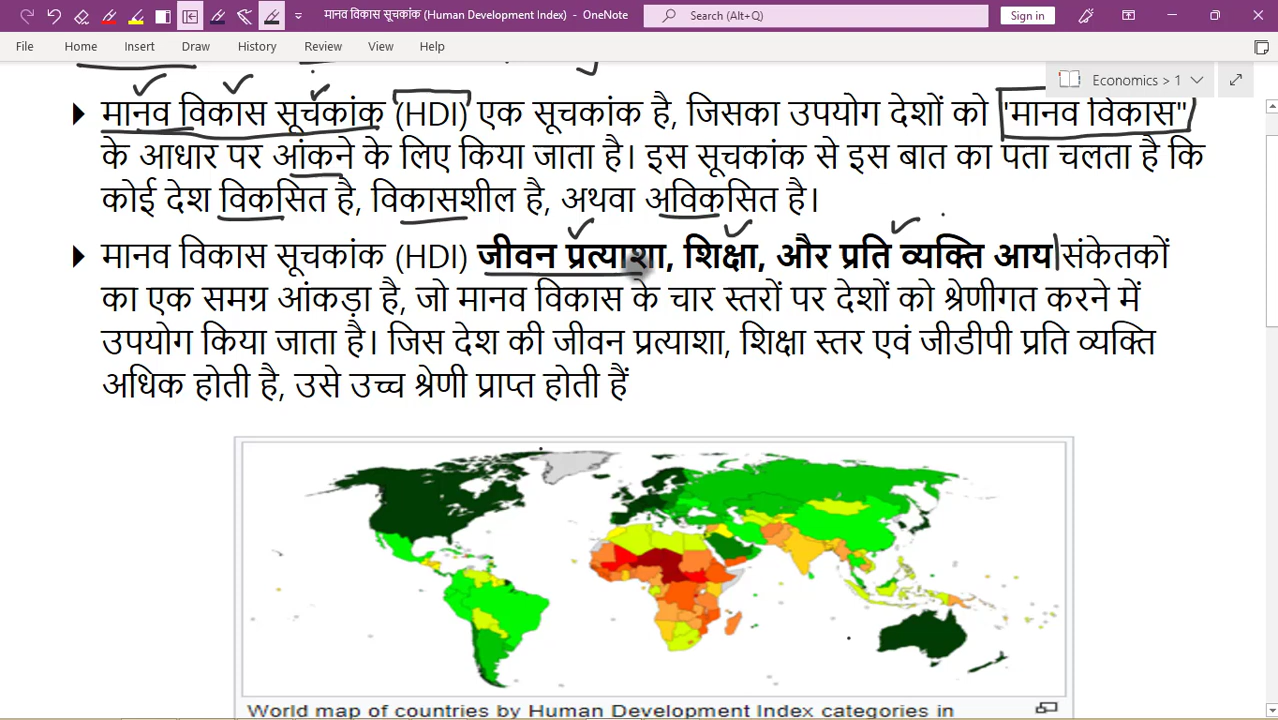 मानव विकास सूचकांक (Human Development Index) - OneNote
Search (Alt+Q)
Sign in
File Home Insert Draw History Review View Help
Economics > 1
मानव विकास सूचकांक (HDI) एक सूचकांक है, जिसका उपयोग देशों को "मानव विकास"
के आधार पर आंकने के लिए किया जाता है। इस सूचकांक से इस बात का पता चलता है कि
कोई देश विकसित है, विकासशील है, अथवा अविकसित है।
मानव विकास सूचकांक (HDI) जीवन प्रत्याशा, शिक्षा, और प्रति व्यक्ति आय संकेतकों
का एक समग्र आंकड़ा है, जो मानव विकास के चार स्तरों पर देशों को श्रेणीगत करने में
उपयोग किया जाता है। जिस देश की जीवन प्रत्याशा, शिक्षा स्तर एवं जीडीपी प्रति व्यक्ति
अधिक होती है, उसे उच्च श्रेणी प्राप्त होती हैं
World map of countries by Human Development Index categories in